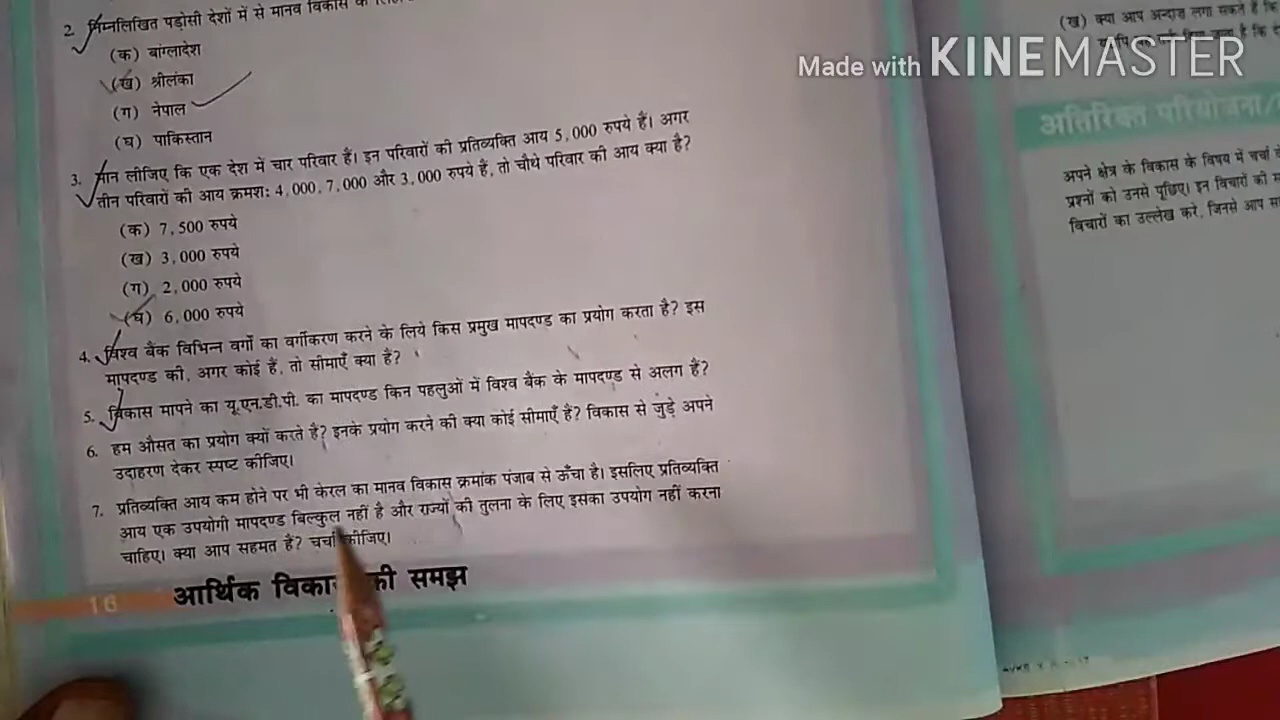 2. निम्नलिखित पड़ोसी देशों में से मानव विकास के
(क) बांग्लादेश
(ख) श्रीलंका
(ग) नेपाल
(घ) पाकिस्तान
3. मान लीजिए कि एक देश में चार परिवार हैं। इन परिवारों की प्रतिव्यक्ति आय 5,000 रुपये हैं। अगर
तीन परिवारों की आय क्रमशः 4,000, 7,000 और 3,000 रुपये हैं, तो चौथे परिवार की आय क्या है?
(क) 7,500 रुपये
(ख) 3,000 रुपये
(ग) 2,000 रुपये
(घ) 6,000 रुपये
4. विश्व बैंक विभिन्न वर्गों का वर्गीकरण करने के लिये किस प्रमुख मापदण्ड का प्रयोग करता है? इस
मापदण्ड की, अगर कोई हैं, तो सीमाएँ क्या है?
5. विकास मापने का यू.एन.डी.पी. का मापदण्ड किन पहलुओं में विश्व बैंक के मापदण्ड से अलग हैं?
6. हम औसत का प्रयोग क्यों करते हैं? इनके प्रयोग करने की क्या कोई सीमाएँ हैं? विकास से जुड़े अपने
उदाहरण देकर स्पष्ट कीजिए।
7. प्रतिव्यक्ति आय कम होने पर भी केरल का मानव विकास क्रमांक पंजाब से ऊँचा है। इसलिए प्रतिव्यक्ति
आय एक उपयोगी मापदण्ड बिल्कुल नहीं है और राज्यों की तुलना के लिए इसका उपयोग नहीं करना
चाहिए। क्या आप सहमत हैं? चर्चा कीजिए।
16 आर्थिक विकास की समझ
(ख) क्या आप अन्दाज़ लगा सकते हैं कि
है कि
Made with KINEMASTER
अतिरिक्त परियोजना/
अपने क्षेत्र के विकास के विषय में चर्चा
प्रश्नों को उनसे पूछिए। इन विचारों की
विचारों का उल्लेख करे, जिनसे आप